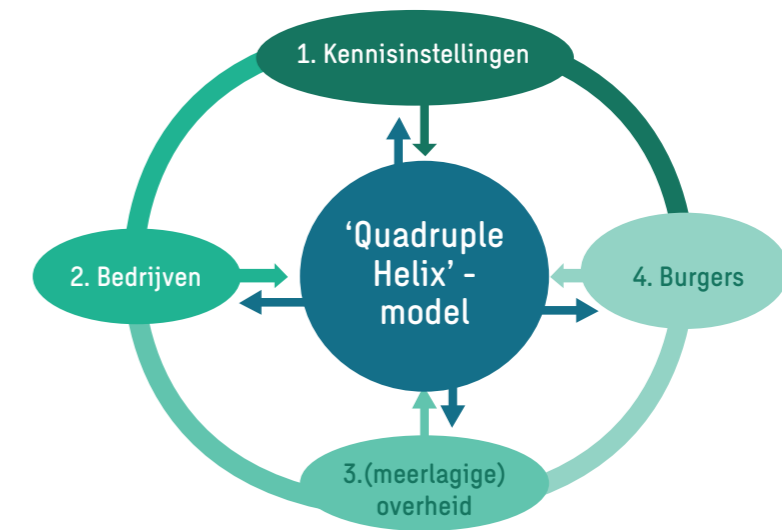 1. Kennisinstellingen
‘Quadruple
Helix’ -
model
2. Bedrijven
4. Burgers
3.(meerlagige)
overheid